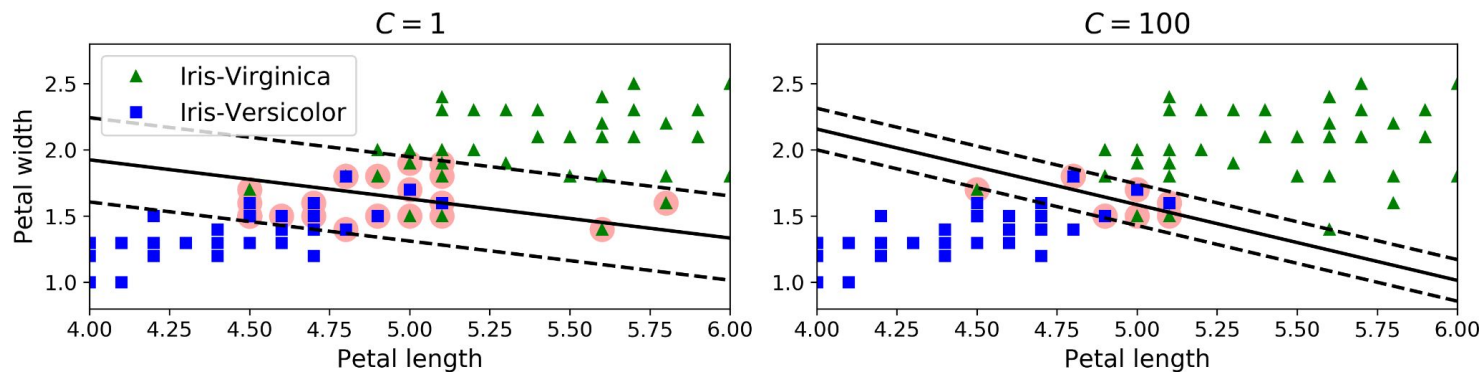 C = 1
2.5
2.0
1.5
1.0
Petal width
Iris-Virginica
Iris-Versicolor
4.00 4.25 4.50 4.75 5.00 5.25 5.50 5.75 6.00
Petal length
C = 100
2.5
2.0
1.5
1.0
4.00 4.25 4.50 4.75 5.00 5.25 5.50 5.75 6.00
Petal length